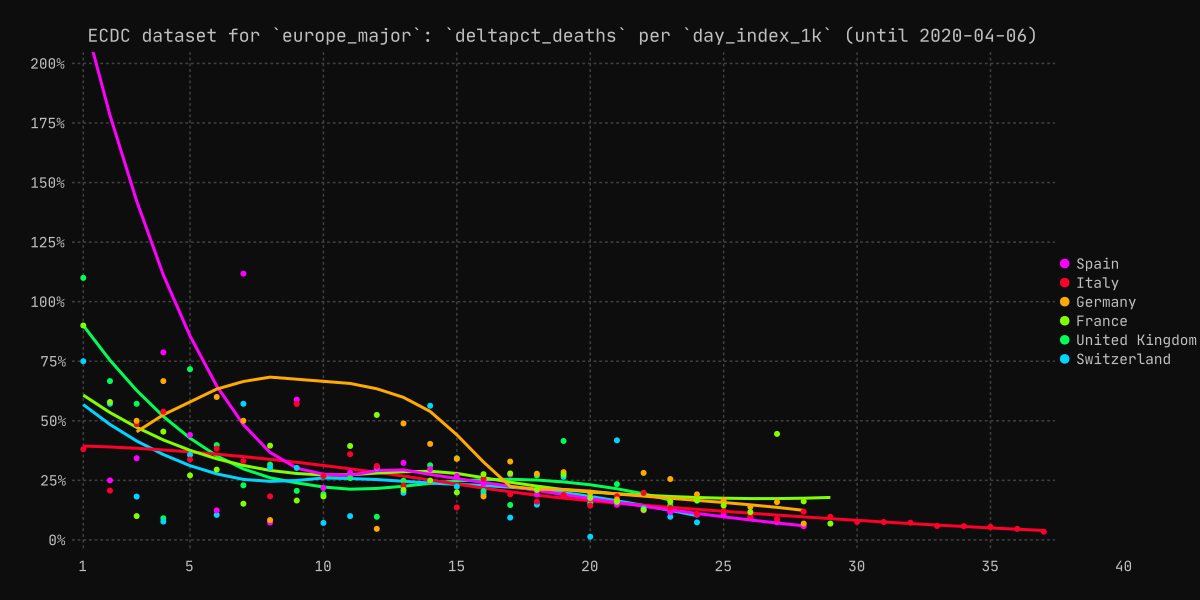 ECDC dataset for `europe_major`: `deltapct_deaths` per `day_index_1k` (until 2020-04-06)
200%
175%
150%
125%
100%
75%
50%
25%
0%
Spain
Italy
Germany
France
United Kingdom
Switzerland
1 5 10 15 20 25 30 35 40